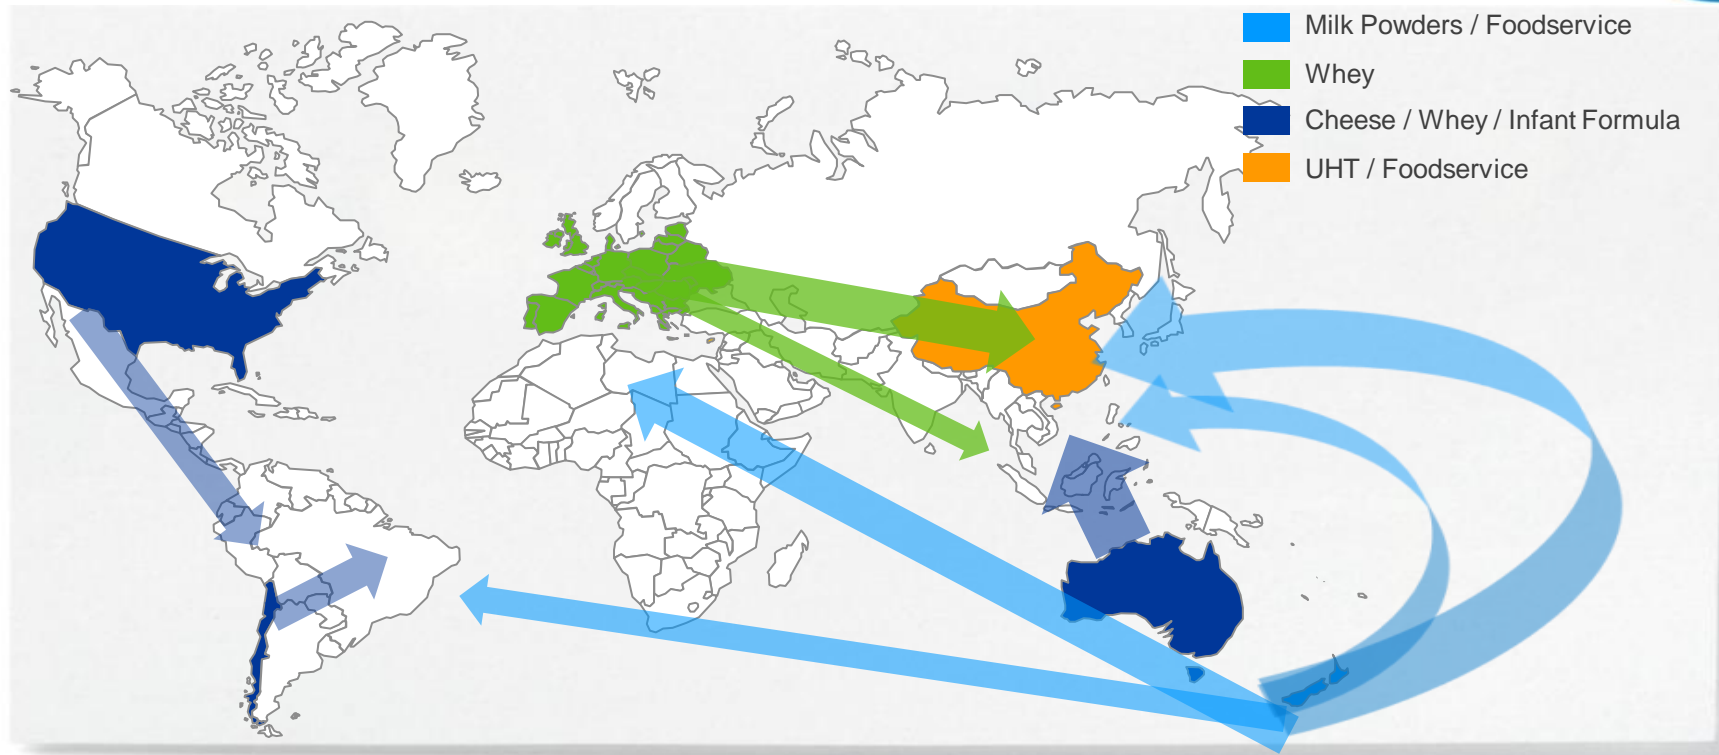 Milk Powders / Foodservice
Whey
Cheese / Whey / Infant Formula
UHT / Foodservice